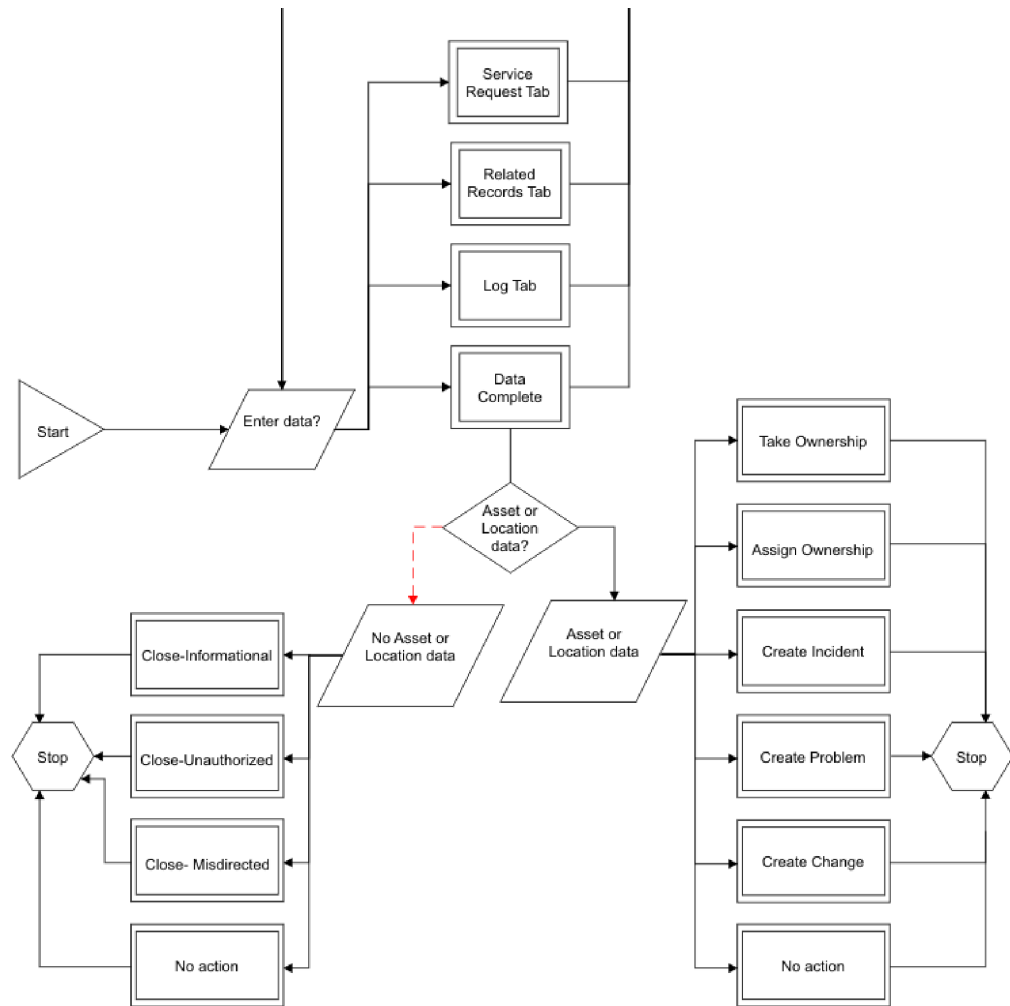 Service
Request Tab
Related
Records Tab
Log Tab
Data
Complete
Start
Enter data?
Asset or
Location
data?
No Asset or
Location data
Asset or
Location data
Close-Informational
Close-Unauthorized
Close- Misdirected
No action
Stop
Take Ownership
Assign Ownership
Create Incident
Create Problem
Create Change
No action
Stop